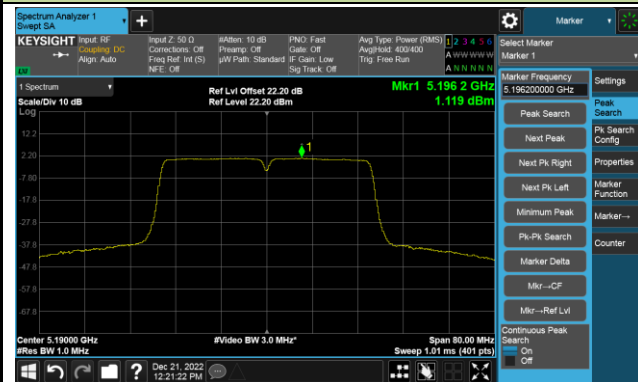 Spectrum Analyzer 1
Swept SA
+
Marker
KEYSIGHT
Input: RF
Coupling: DC
Align: Auto
Input Z: 50 Ω
Corrections: Off
Freq Ref: Int (S)
NFE: Off
#Atten: 10 dB
Preamp: Off
µW Path: Standard
PNO: Fast
Gate: Off
IF Gain: Low
Sig Track: Off
Avg Type: Power (RMS)
Avg|Hold: 400/400
Trig: Free Run
1 2 3 4 5 6
A W W W W W
A N N N N N
LXI
Select Marker
Marker 1
1 Spectrum
Scale/Div 10 dB
Ref Lvl Offset 22.20 dB
Ref Level 22.20 dBm
Mkr1 5.196 2 GHz
1.119 dBm
Log
12.2
2.20
-7.80
-17.8
-27.8
-37.8
-47.8
-57.8
-67.8
1
Center 5.19000 GHz
#Res BW 1.0 MHz
#Video BW 3.0 MHz*
Span 80.00 MHz
Sweep 1.01 ms (401 pts)
Marker Frequency
5.196200000 GHz
Peak Search
Next Peak
Next Pk Right
Next Pk Left
Minimum Peak
Pk-Pk Search
Marker Delta
Mkr→CF
Mkr→Ref Lvl
Continuous Peak
Search
On
Off
Settings
Peak
Search
Pk Search
Config
Properties
Marker
Function
Marker→
Counter
?
Dec 21, 2022
12:21:22 PM